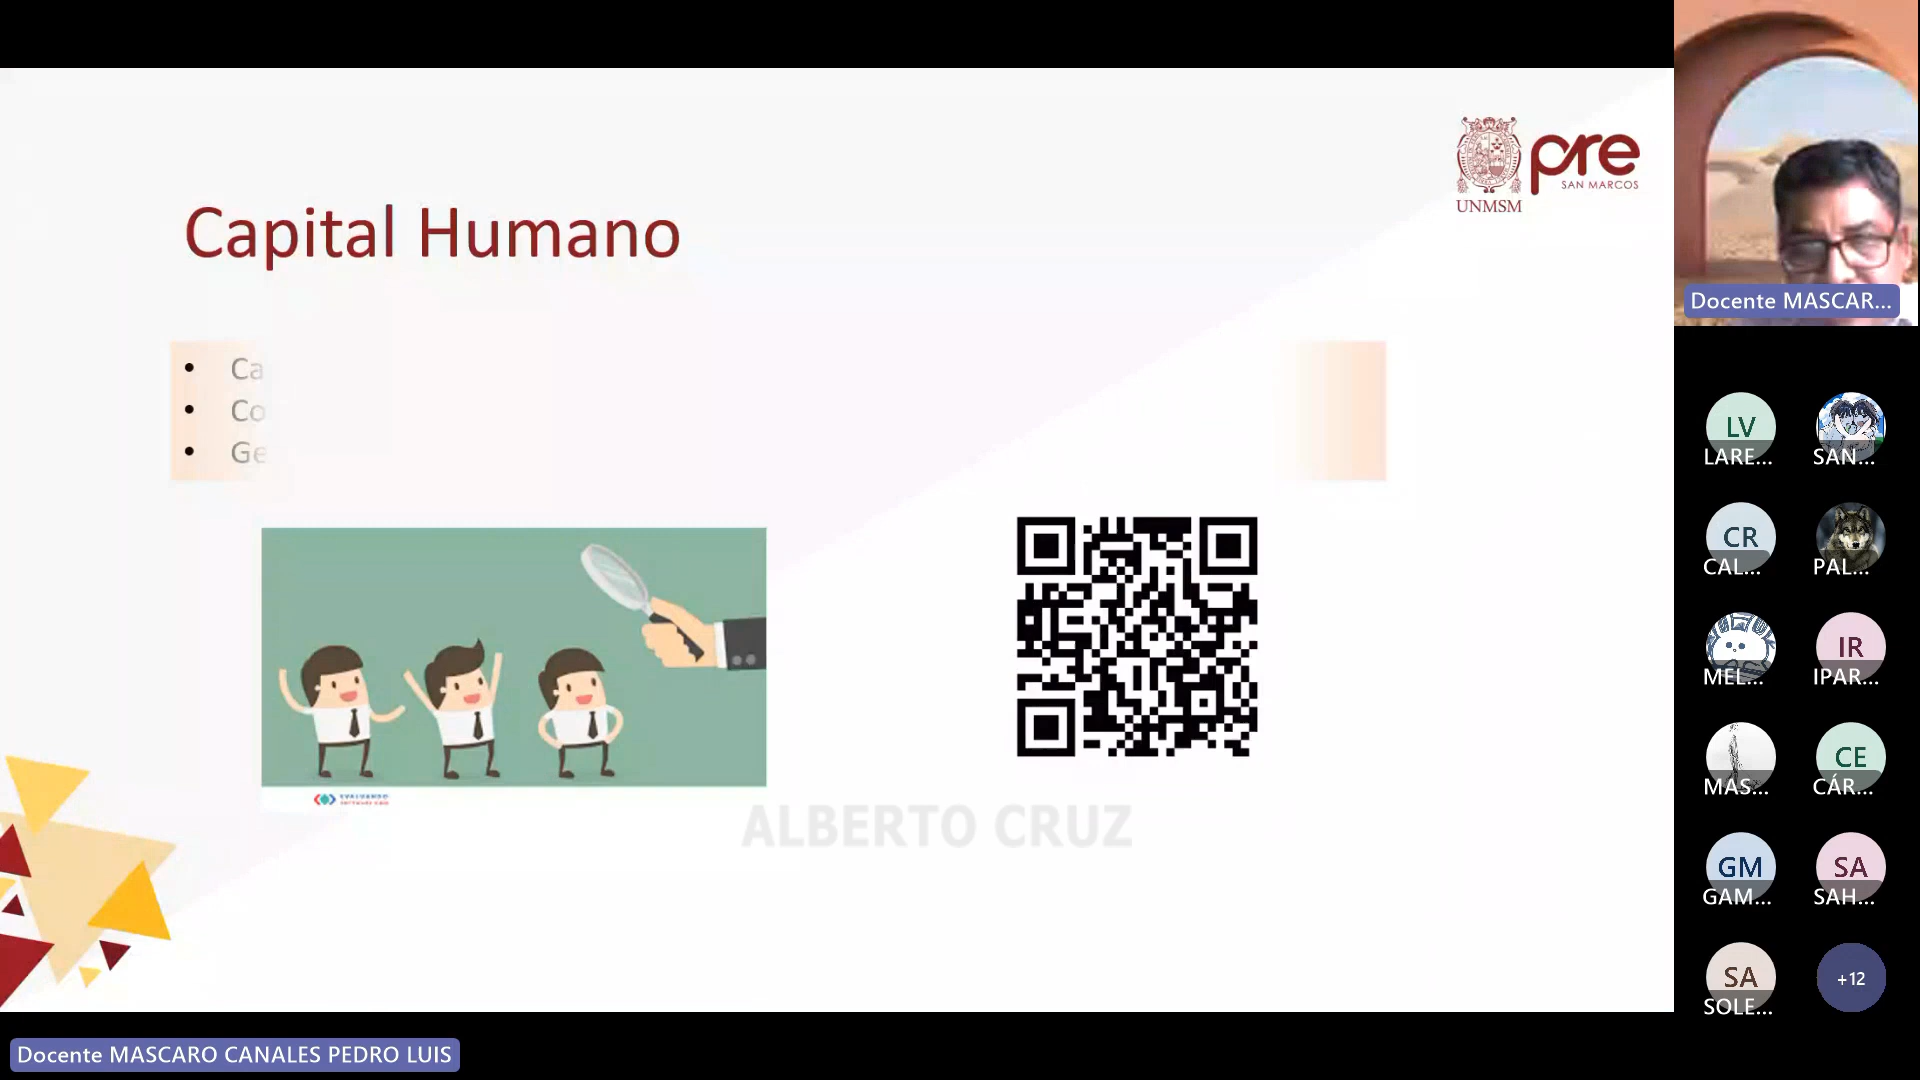 UNMSM
pre
SAN MARCOS
Capital Humano
• Ca
• Co
• Ge
ALBERTO CRUZ
Docente MASCAR...
LV
LARE...
SAN...
CR
CAL...
PAL...
MEL...
IR
IPAR...
MAS...
CE
CÁR...
GM
GAM...
SA
SAH...
SA
SOLE...
+12
Docente MASCARO CANALES PEDRO LUIS